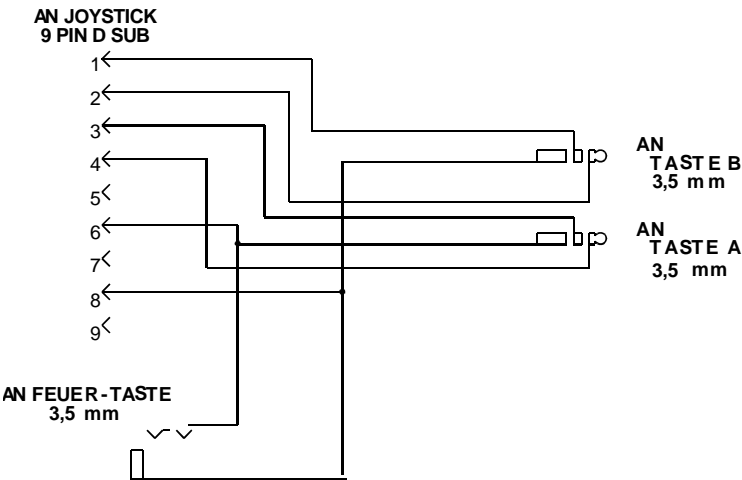 AN JOYSTICK
9 PIN D SUB
1
2
3
4
5
6
7
8
9
AN
TASTE B
3,5 mm
AN
TASTE A
3,5 mm
AN FEUER-TASTE
3,5 mm